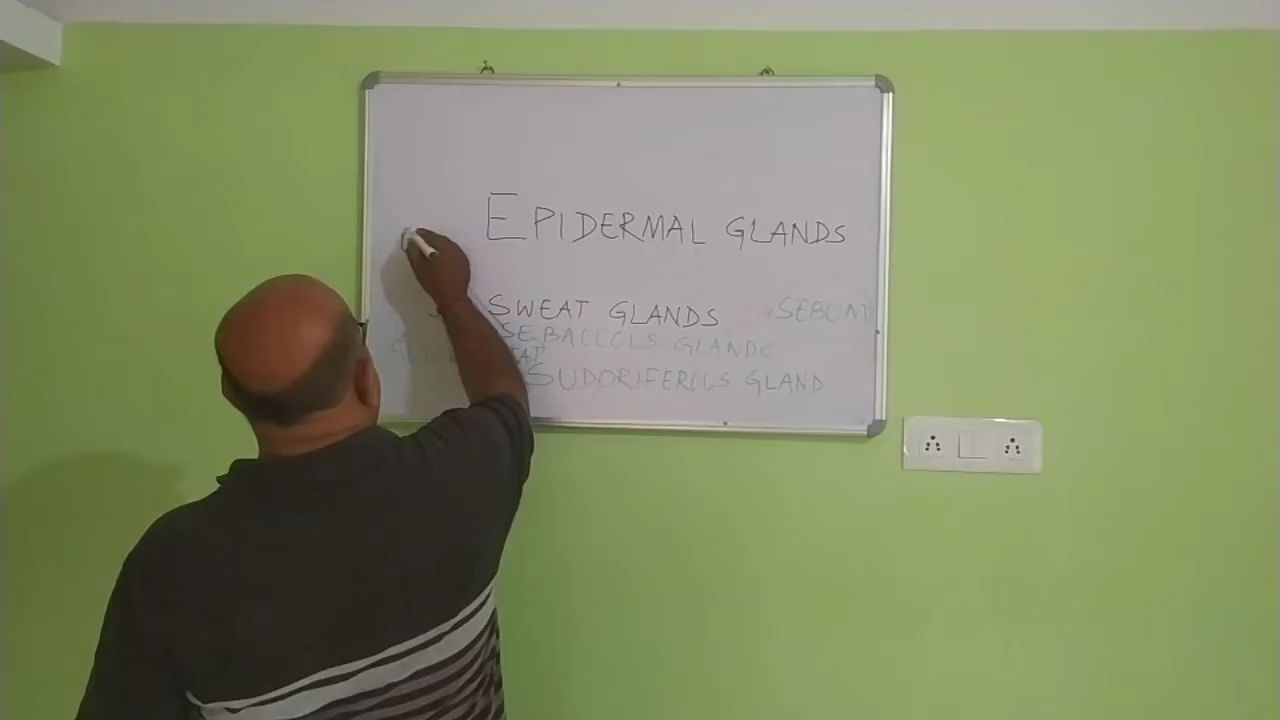 EPIDERMAL GLANDS
SWEAT GLANDS
SEBUM
SEBACEOUS GLANDS
SUDORIFEROUS GLAND